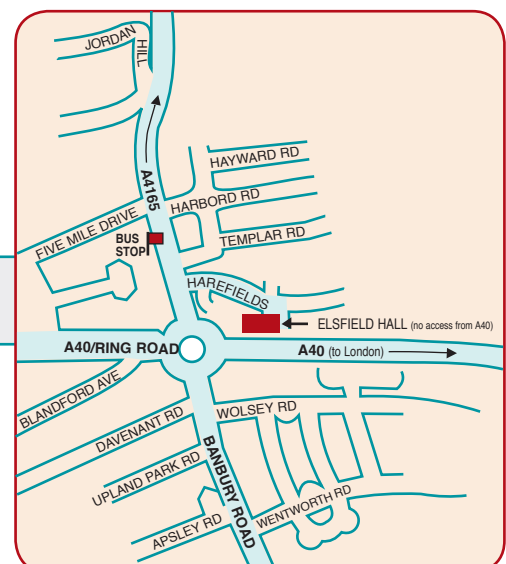 JORDAN
HILL
HAYWARD RD
A4165
HARBORD RD
FIVE MILE DRIVE
BUS
STOP
TEMPLAR RD
HAREFIELDS
ELSFIELD HALL (no access from A40)
A40/RING ROAD
A40 (to London)
BLANDFORD AVE
DAVENANT RD
WOLSEY RD
UPLAND PARK RD
BANBURY ROAD
APSLEY RD
WENTWORTH RD